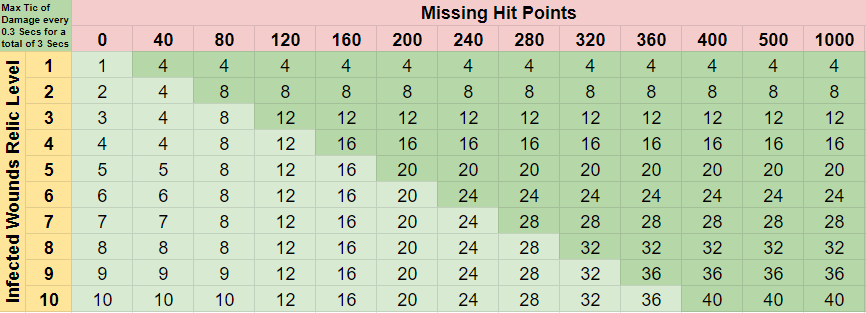 Max Tic of
Damage every
0.3 Secs for a
total of 3 Secs
Missing Hit Points
0 40 80 120 160 200 240 280 320 360 400 500 1000
Infected Wounds Relic Level
1 1 4 4 4 4 4 4 4 4 4 4 4 4
2 2 4 8 8 8 8 8 8 8 8 8 8 8
3 3 4 8 12 12 12 12 12 12 12 12 12 12
4 4 4 8 12 16 16 16 16 16 16 16 16 16
5 5 5 8 12 16 20 20 20 20 20 20 20 20
6 6 6 8 12 16 20 24 24 24 24 24 24 24
7 7 7 8 12 16 20 24 28 28 28 28 28 28
8 8 8 8 12 16 20 24 28 32 32 32 32 32
9 9 9 9 12 16 20 24 28 32 36 36 36 36
10 10 10 10 12 16 20 24 28 32 36 40 40 40